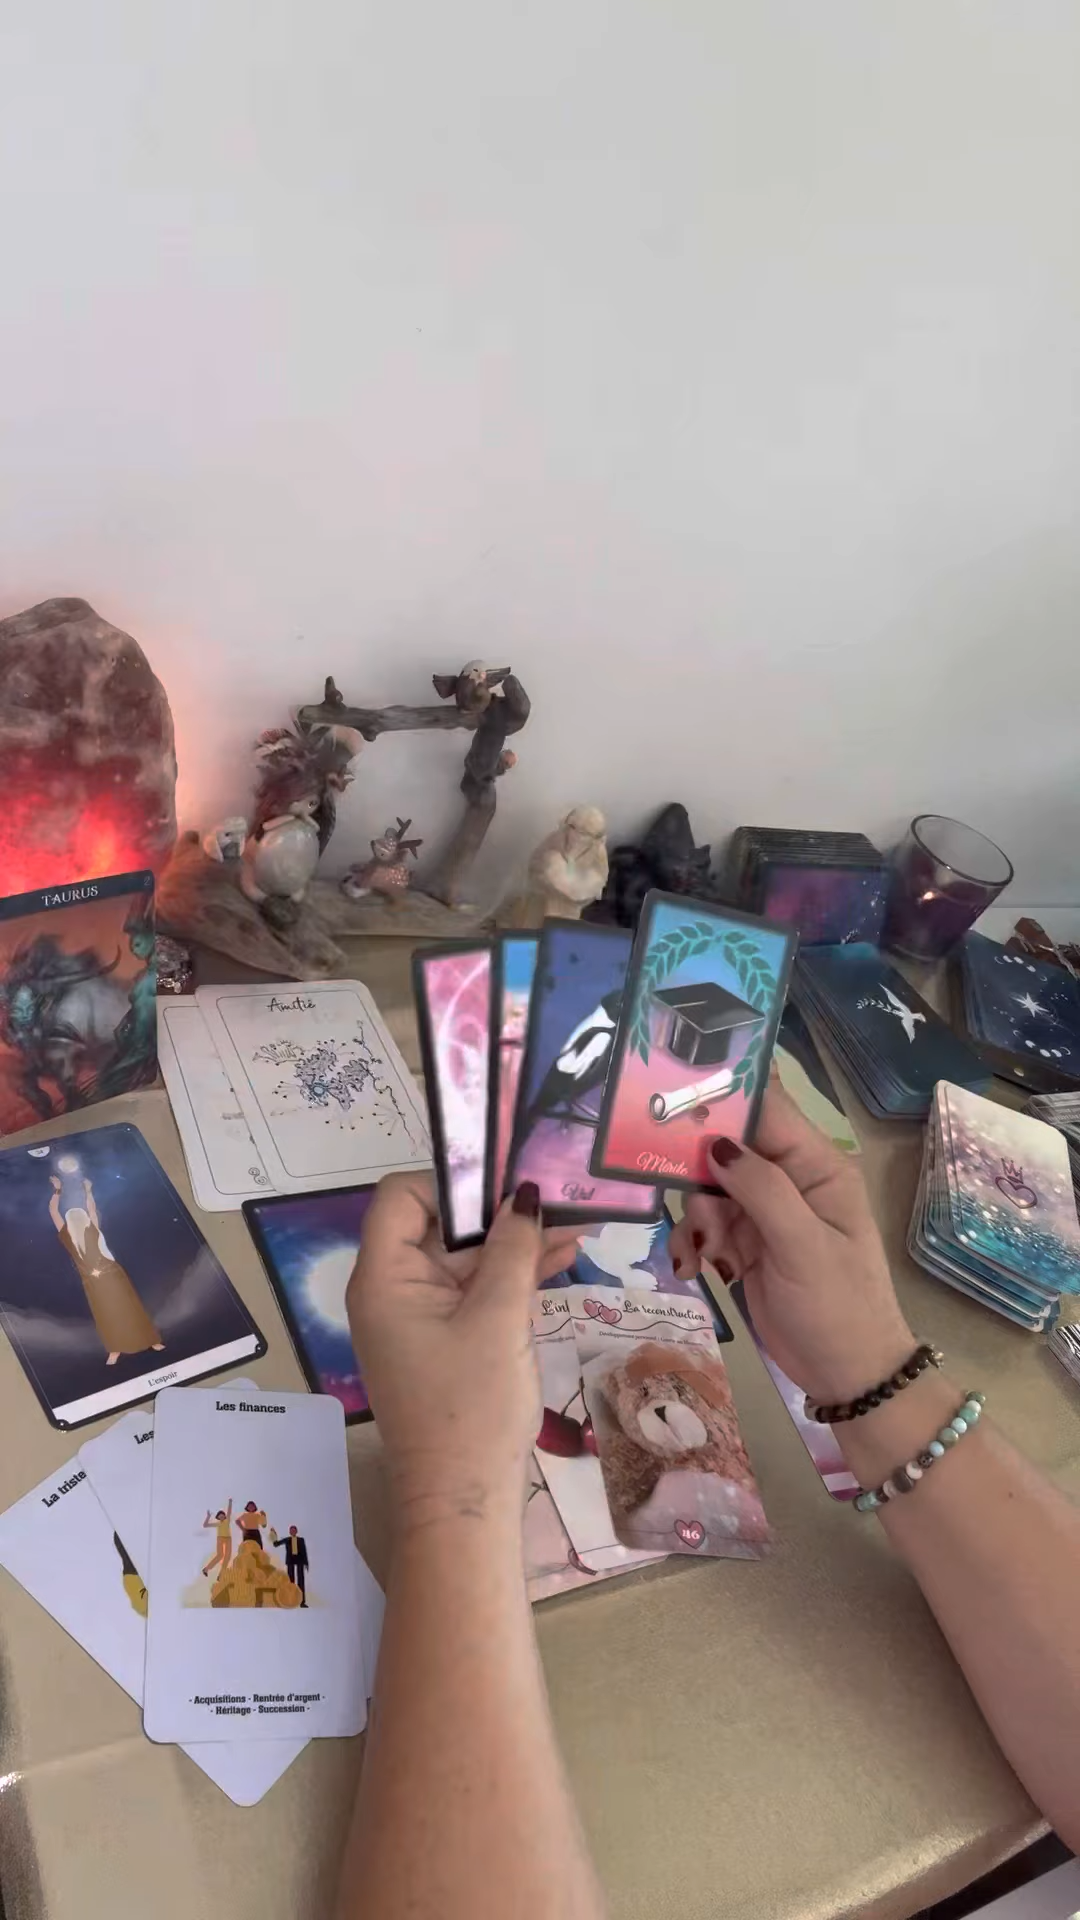 TAURUS
Amitié
Mérite
Vol
L'espoir
La reconstruction
Les finances
Les
La triste
46
- Acquisitions - Rentrée d'argent -
- Héritage - Succession -